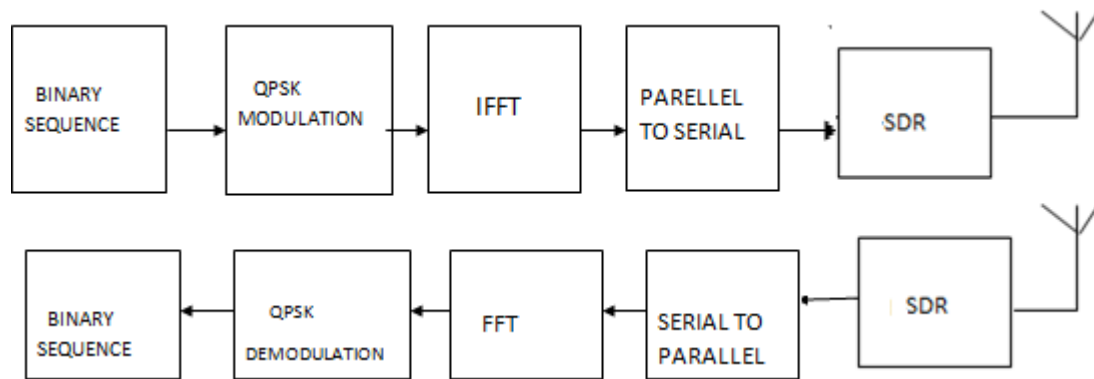 BINARY
SEQUENCE
QPSK
MODULATION
IFFT
PARELLEL
TO SERIAL
SDR
BINARY
SEQUENCE
QPSK
DEMODULATION
FFT
SERIAL TO
PARALLEL
SDR